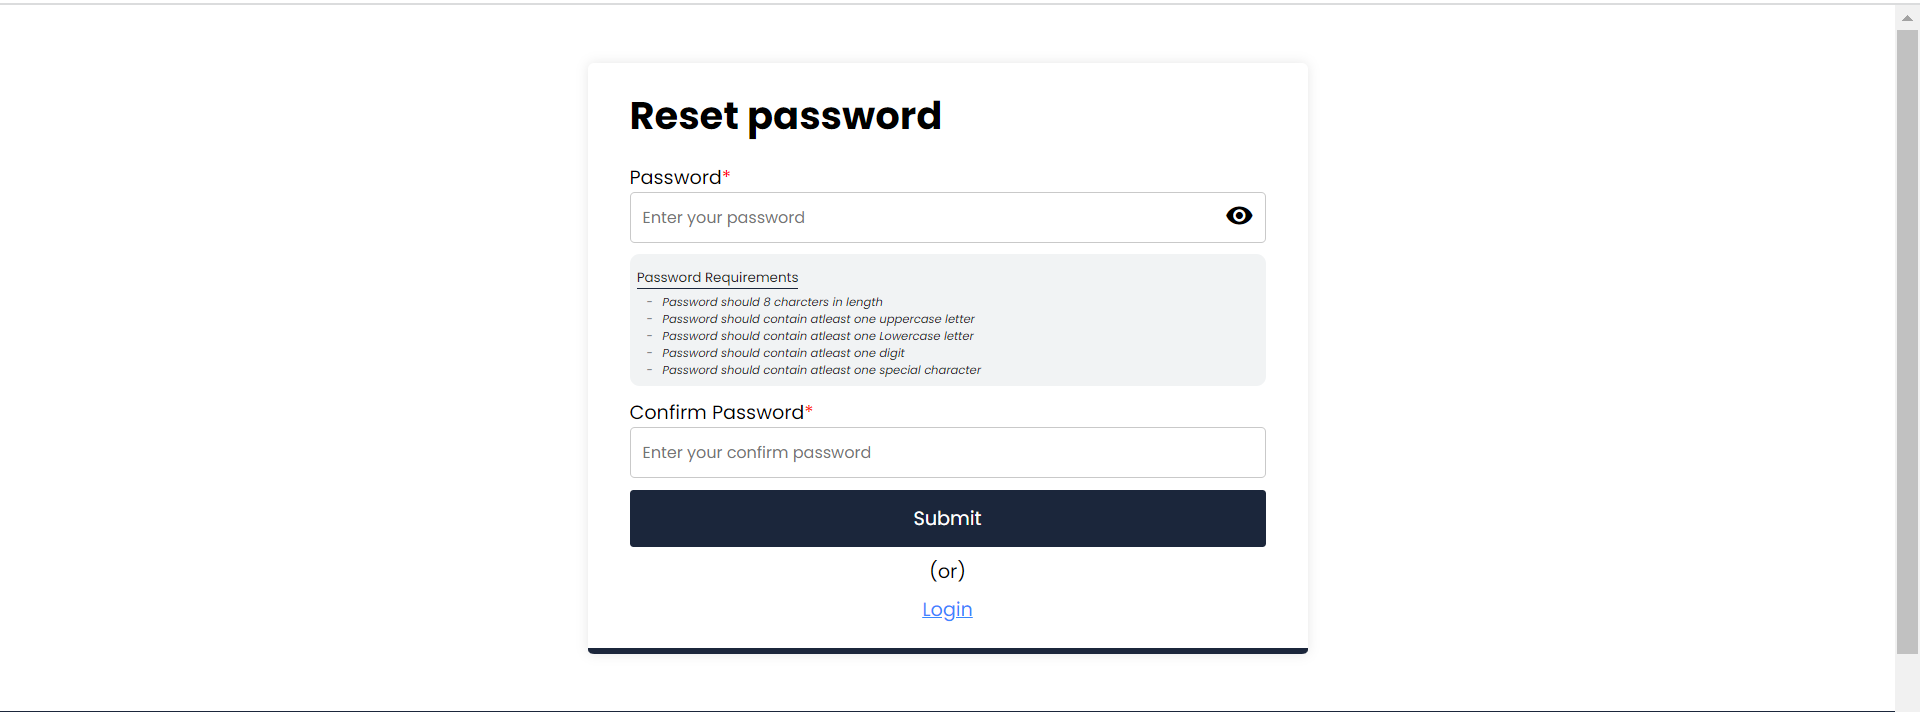 Reset password
Password*
Enter your password
Password Requirements
- Password should 8 charcters in length
- Password should contain atleast one uppercase letter
- Password should contain atleast one Lowercase letter
- Password should contain atleast one digit
- Password should contain atleast one special character
Confirm Password*
Enter your confirm password
Submit
(or)
Login